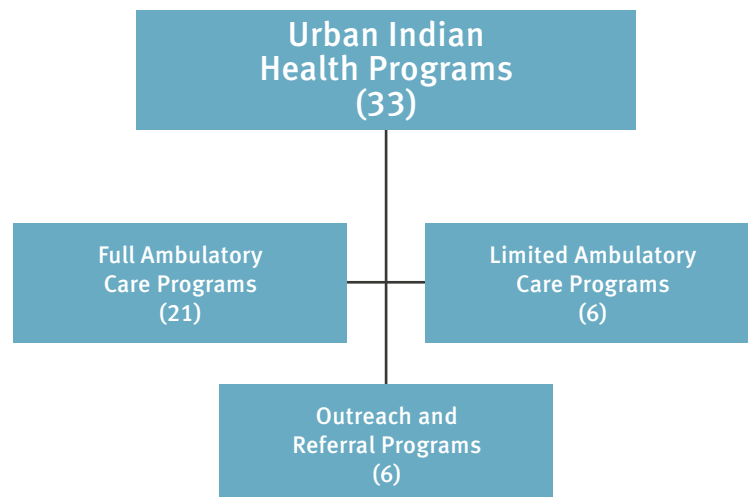 Urban Indian
Health Programs
(33)
Full Ambulatory
Care Programs
(21)
Limited Ambulatory
Care Programs
(6)
Outreach and
Referral Programs
(6)